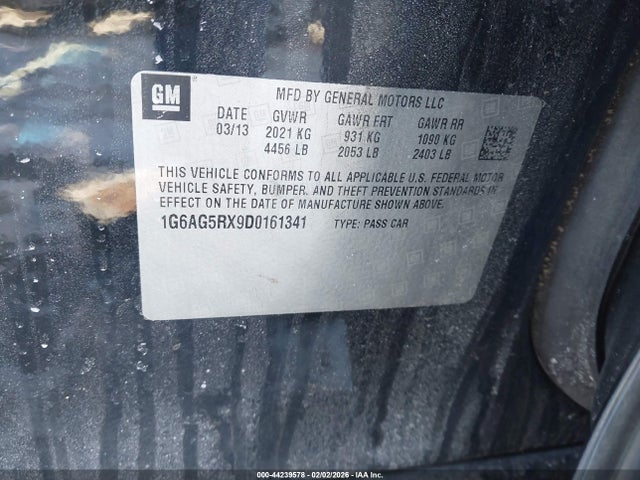 GM
MFD BY GENERAL MOTORS LLC
DATE GVWR GAWR FRT GAWR RR
03/13 2021 KG 931 KG 1090 KG
4456 LB 2053 LB 2403 LB
THIS VEHICLE CONFORMS TO ALL APPLICABLE U.S. FEDERAL MOTOR
VEHICLE SAFETY, BUMPER, AND THEFT PREVENTION STANDARDS IN
EFFECT ON THE DATE OF MANUFACTURE SHOWN ABOVE.
1G6AG5RX9D0161341 TYPE: PASS CAR
000-44239578 - 02/02/2026 - IAA Inc.